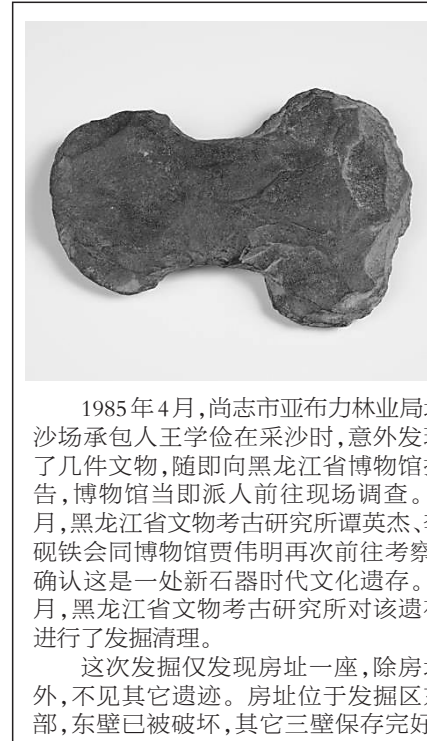 1985年4月,尚志市亚布力林业局
沙场承包人王学俭在采沙时,意外发
了几件文物,随即向黑龙江省博物馆
告,博物馆当即派人前往现场调查。
月,黑龙江省文物考古研究所谭英杰、
砚铁会同博物馆贾伟明再次前往考察
确认这是一处新石器时代文化遗存。
月,黑龙江省文物考古研究所对该遗
进行了发掘清理。
这次发掘仅发现房址一座,除房
外,不见其它遗迹。房址位于发掘区
部,东壁已被破坏,其它三壁保存完好